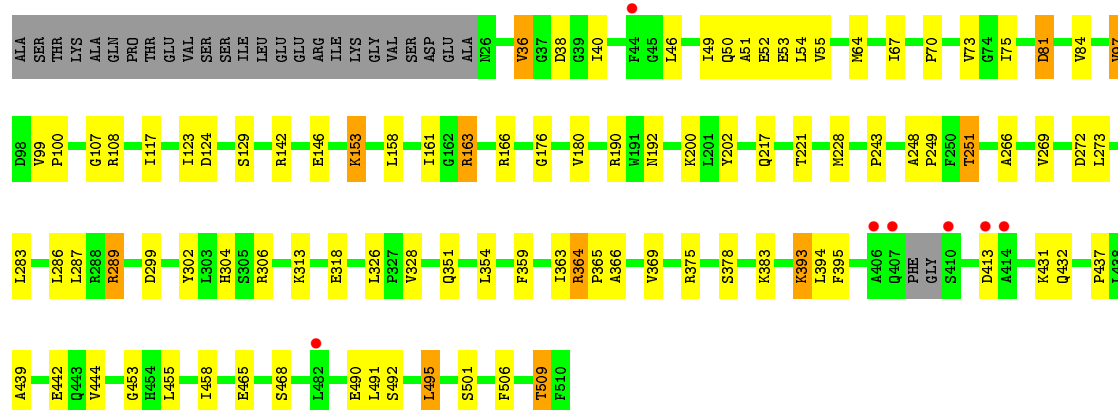 ALA SER THR LYS ALA GLN PRO THR GLU VAL SER SER ILE LEU GLU GLU ARG ILE LYS GLY VAL SER ASP GLU ALA N26 V36 G37 D38 G39 I40 F44 G45 L46 I49 Q50 A51 E52 E53 L54 V55 M64 I67 P70 V73 G74 I75 D81 V84 V97
D98 V99 P100 G107 R108 I117 I123 D124 S129 R142 E146 K153 L158 I161 G162 R163 R166 G176 V180 R190 W191 N192 K200 L201 Y202 Q217 T221 M228 P243 A248 P249 F250 T251 A266 V269 D272 L273
L283 L286 L287 R288 R289 D299 Y302 L303 H304 S305 R306 K313 E318 L326 P327 V328 Q351 L354 F359 I363 R364 P365 A366 V369 R375 S378 K383 K393 L394 F395 A406 Q407 PHE GLY S410 D413 A414 K431 Q432 P437 L438
A439 E442 Q443 V444 G453 H454 L455 I458 E465 S468 L482 E490 L491 S492 L495 S501 F506 T509 F510